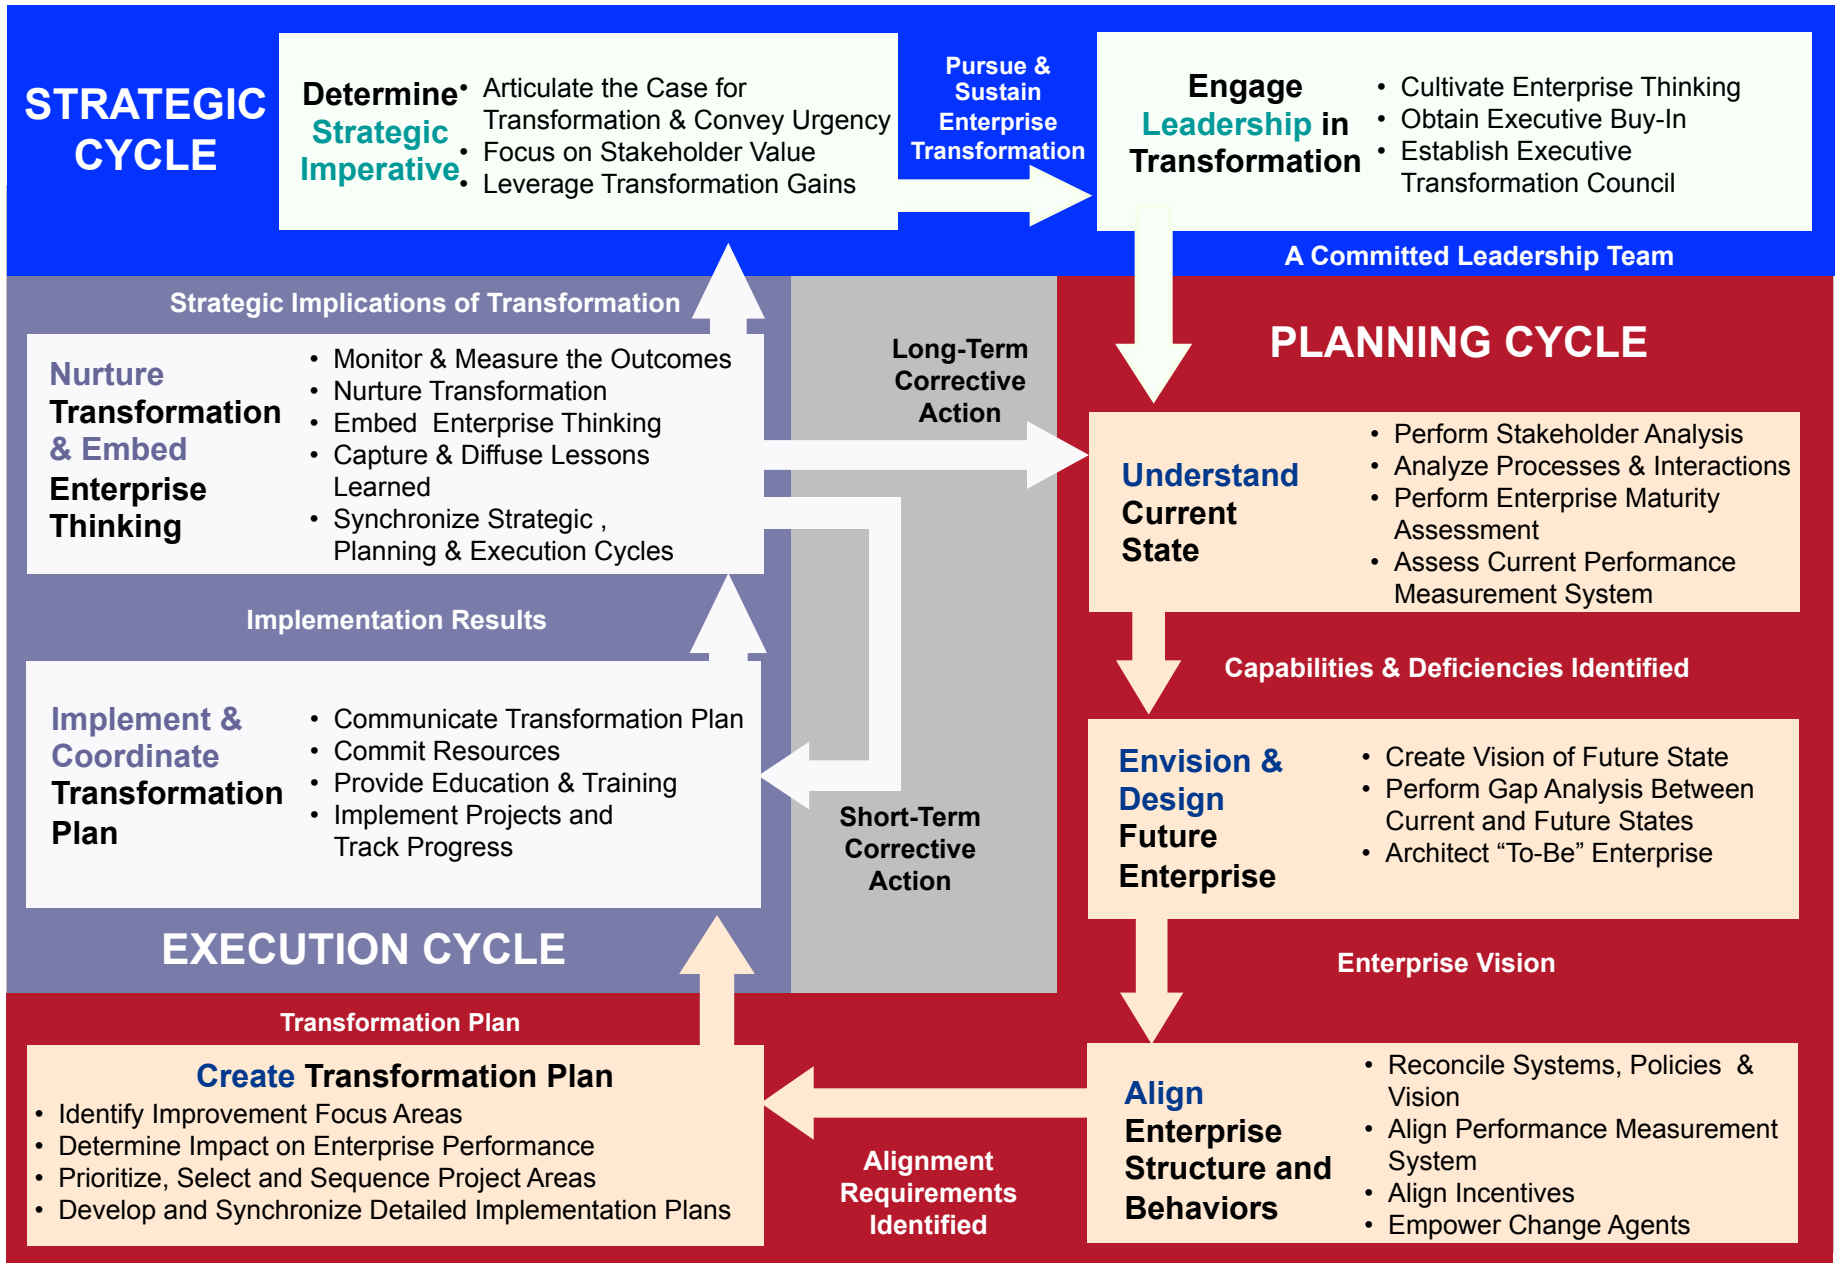 STRATEGIC
CYCLE
Determine
Strategic
Imperative
• Articulate the Case for
Transformation & Convey Urgency
• Focus on Stakeholder Value
• Leverage Transformation Gains
Pursue &
Sustain
Enterprise
Transformation
Engage
Leadership in
Transformation
• Cultivate Enterprise Thinking
• Obtain Executive Buy-In
• Establish Executive
Transformation Council
A Committed Leadership Team
Strategic Implications of Transformation
Nurture
Transformation
& Embed
Enterprise
Thinking
• Monitor & Measure the Outcomes
• Nurture Transformation
• Embed Enterprise Thinking
• Capture & Diffuse Lessons
Learned
• Synchronize Strategic ,
Planning & Execution Cycles
Long-Term
Corrective
Action
PLANNING CYCLE
Understand
Current
State
• Perform Stakeholder Analysis
• Analyze Processes & Interactions
• Perform Enterprise Maturity
Assessment
• Assess Current Performance
Measurement System
Implementation Results
Capabilities & Deficiencies Identified
Implement &
Coordinate
Transformation
Plan
• Communicate Transformation Plan
• Commit Resources
• Provide Education & Training
• Implement Projects and
Track Progress
Short-Term
Corrective
Action
Envision &
Design
Future
Enterprise
• Create Vision of Future State
• Perform Gap Analysis Between
Current and Future States
• Architect “To-Be” Enterprise
EXECUTION CYCLE
Enterprise Vision
Transformation Plan
Create Transformation Plan
• Identify Improvement Focus Areas
• Determine Impact on Enterprise Performance
• Prioritize, Select and Sequence Project Areas
• Develop and Synchronize Detailed Implementation Plans
Alignment
Requirements
Identified
Align
Enterprise
Structure and
Behaviors
• Reconcile Systems, Policies &
Vision
• Align Performance Measurement
System
• Align Incentives
• Empower Change Agents